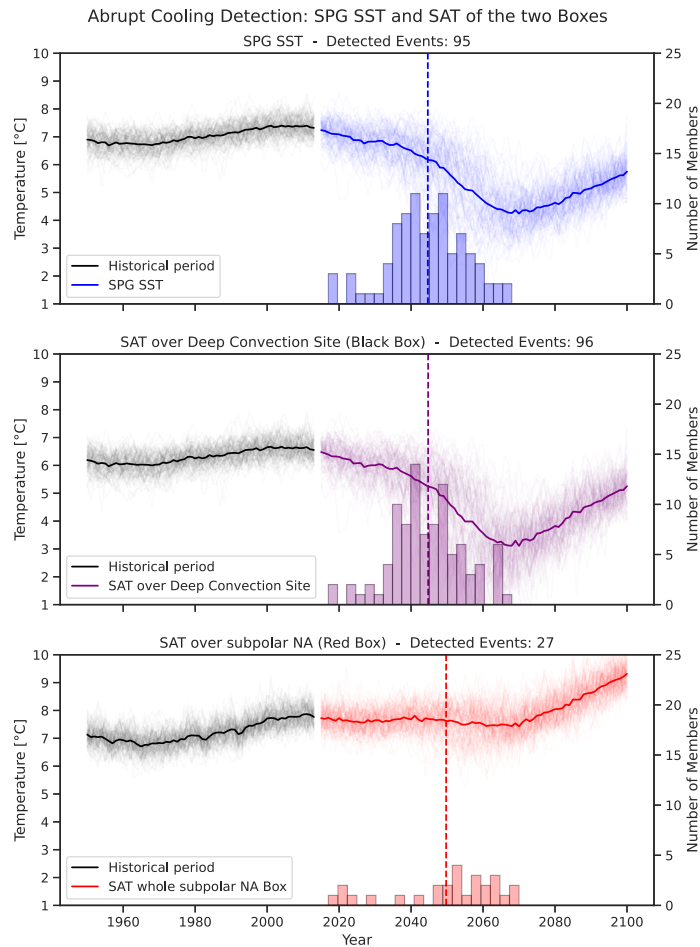 Abrupt Cooling Detection: SPG SST and SAT of the two Boxes
SPG SST - Detected Events: 95
Temperature [°C]
10
9
8
7
6
5
4
3
2
1
25
20
15
10
5
0
Number of Members
Historical period
SPG SST
SAT over Deep Convection Site (Black Box) - Detected Events: 96
Temperature [°C]
10
9
8
7
6
5
4
3
2
1
25
20
15
10
5
0
Number of Members
Historical period
SAT over Deep Convection Site
SAT over subpolar NA (Red Box) - Detected Events: 27
Temperature [°C]
10
9
8
7
6
5
4
3
2
1
25
20
15
10
5
0
Number of Members
Historical period
SAT whole subpolar NA Box
1960 1980 2000 2020 2040 2060 2080 2100
Year